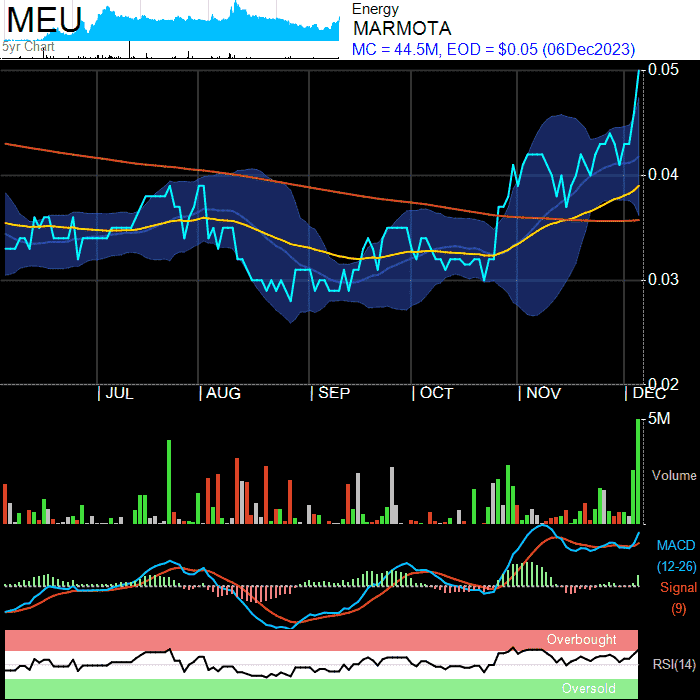 MEU
5yr Chart
Energy
MARMOTA
MC = 44.5M, EOD = $0.05 (06Dec2023)
0.05
0.04
0.03
0.02
| JUL | AUG | SEP | OCT | NOV | DEC
5M
Volume
MACD
(12-26)
Signal
(9)
Overbought
RSI(14)
Oversold